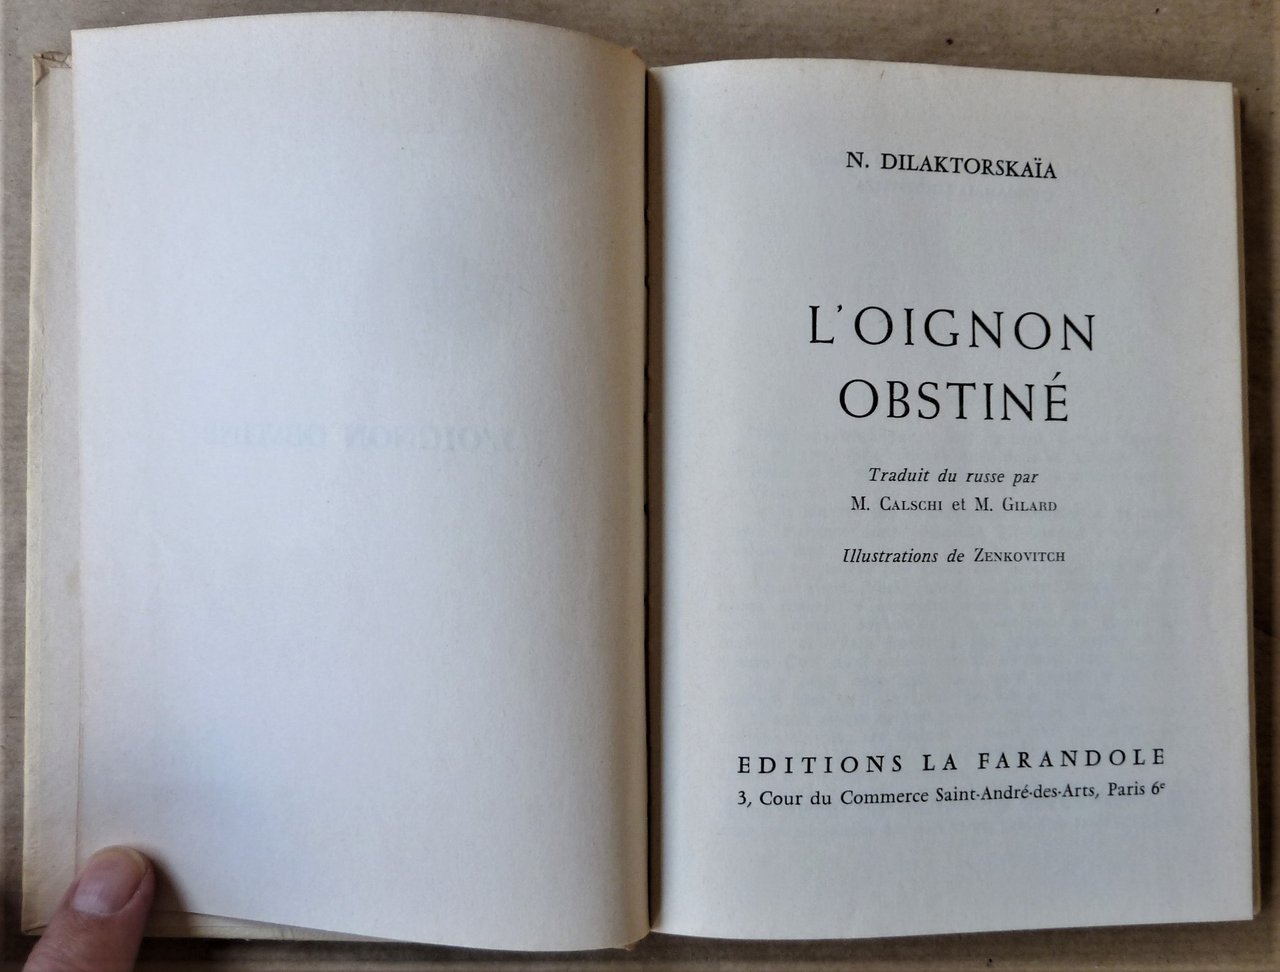 N. DILAKTORSKAÏA
L'OIGNON
OBSTINÉ
Traduit du russe par
M. CALSCHI et M. GILARD
Illustrations de ZENKOVITCH
EDITIONS LA FARANDOLE
3, Cour du Commerce Saint-André-des-Arts, Paris 6e